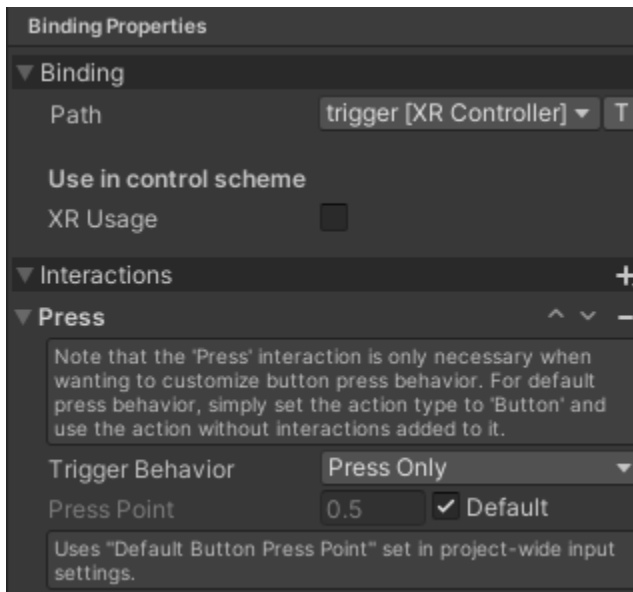 Binding Properties
Binding
Path trigger [XR Controller] T
Use in control scheme
XR Usage
Interactions
Press
Note that the 'Press' interaction is only necessary when
wanting to customize button press behavior. For default
press behavior, simply set the action type to 'Button' and
use the action without interactions added to it.
Trigger Behavior Press Only
Press Point 0.5 Default
Uses "Default Button Press Point" set in project-wide input
settings.